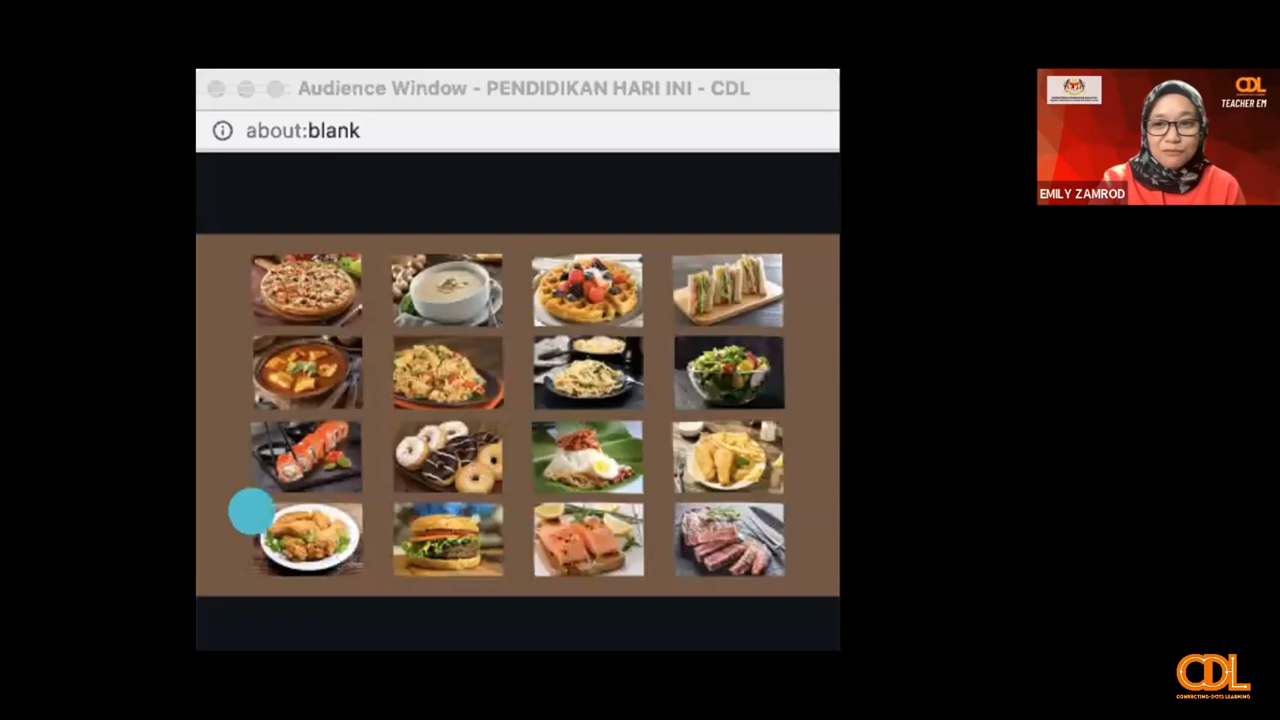 Audience Window - PENDIDIKAN HARI INI - CDL
about:blank
CDL
TEACHER EM
EMILY ZAMROD
CDL
CONNECTING-DOTS LEARNING